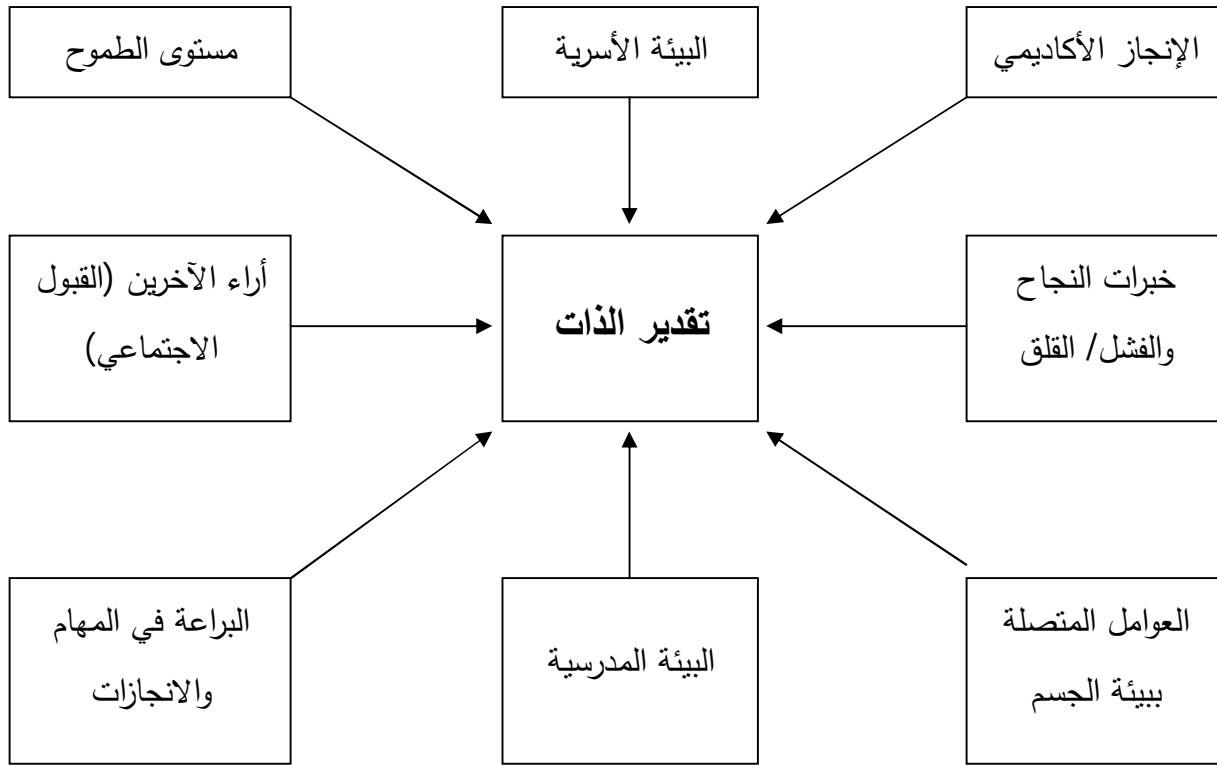 الإنجاز الأكاديمي
البيئة الأسرية
مستوى الطموح
خبرات النجاح
والفشل/ القلق
تقدير الذات
أراء الآخرين (القبول
الاجتماعي)
العوامل المتصلة
ببيئة الجسم
البيئة المدرسية
البراعة في المهام
والانجازات